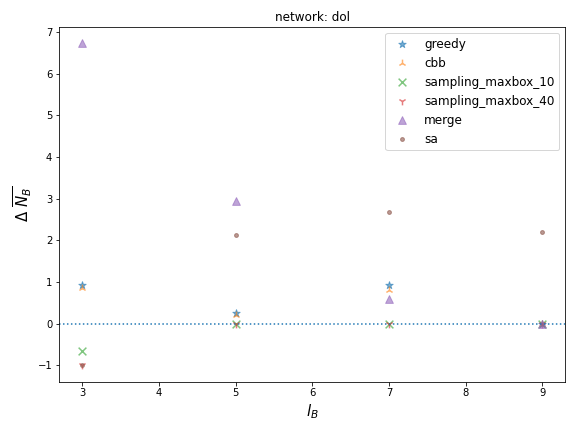 network: dol
7
6
5
4
3
2
1
0
−1
Δ N_B
greedy
cbb
sampling_maxbox_10
sampling_maxbox_40
merge
sa
3 4 5 6 7 8 9
l_B